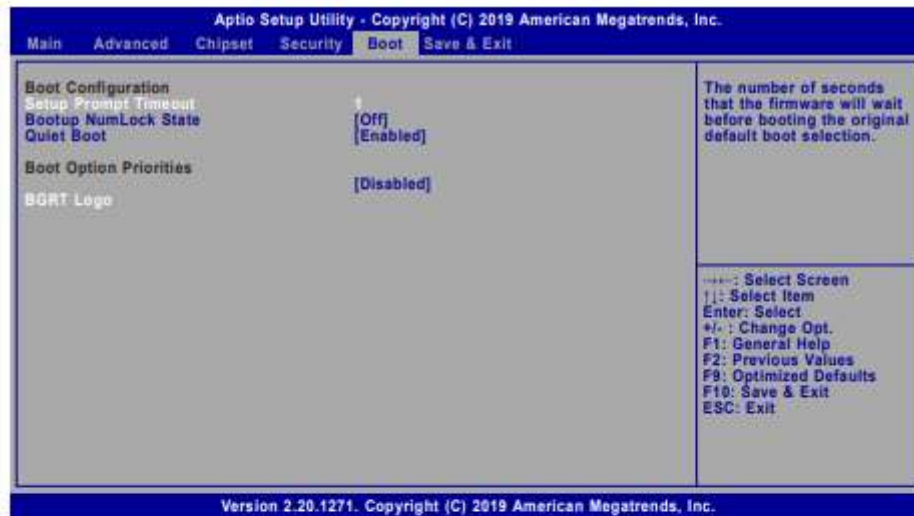 Aptio Setup Utility - Copyright (C) 2019 American Megatrends, Inc.
Main Advanced Chipset Security Boot Save & Exit
Boot Configuration
Setup Prompt Timeout 1
Bootup NumLock State [Off]
Quiet Boot [Enabled]
Boot Option Priorities
[Disabled]
BGRT Logo
The number of seconds
that the firmware will wait
before booting the original
default boot selection.
→←: Select Screen
↑↓: Select Item
Enter: Select
+/- : Change Opt.
F1: General Help
F2: Previous Values
F9: Optimized Defaults
F10: Save & Exit
ESC: Exit
Version 2.20.1271. Copyright (C) 2019 American Megatrends, Inc.